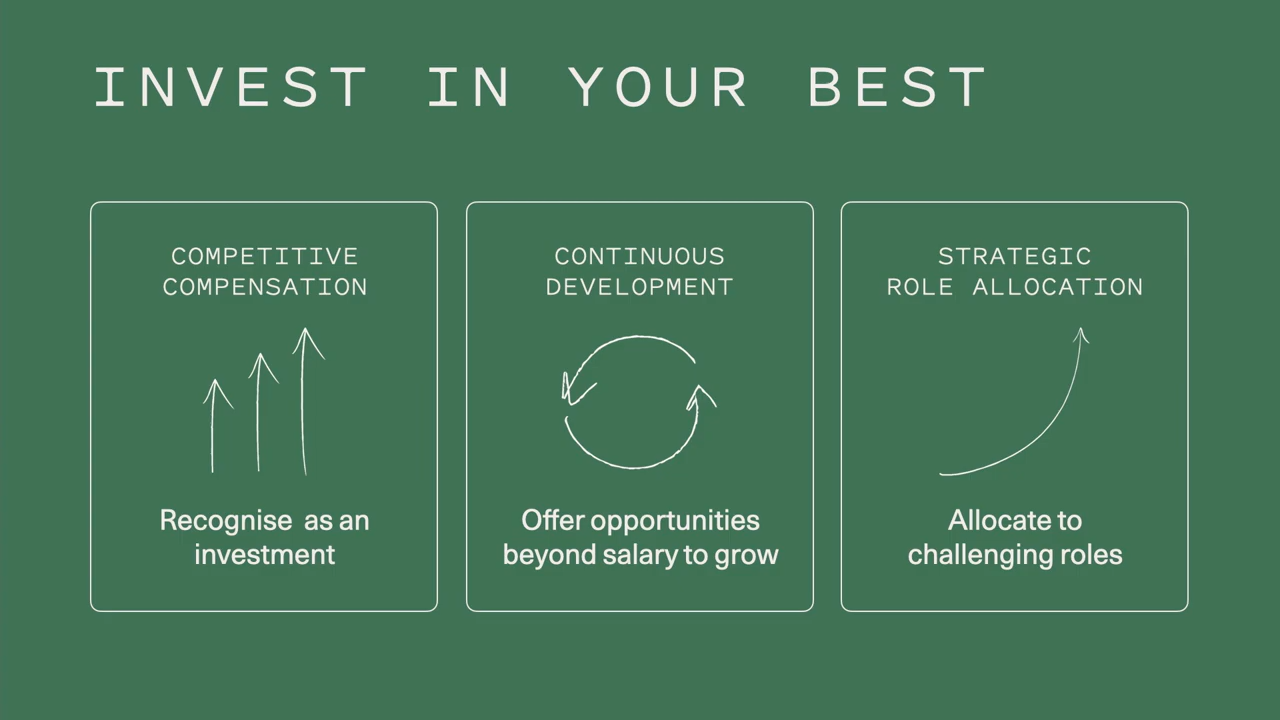 INVEST IN YOUR BEST
COMPETITIVE
COMPENSATION
Recognise as an
investment
CONTINUOUS
DEVELOPMENT
Offer opportunities
beyond salary to grow
STRATEGIC
ROLE ALLOCATION
Allocate to
challenging roles